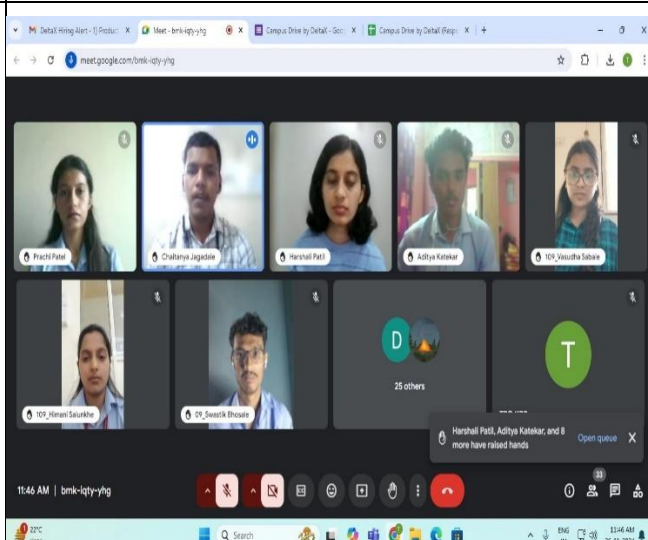 DeltaX Hiring Alert - 1) Produc
Meet - bmk-iqty-yhg
Campus Drive by DeltaX - Goo
Campus Drive by DeltaX (Resp
meet.google.com/bmk-iqty-yhg
Prachi Patel
Chaitanya Jagadale
Harshali Patil
Aditya Katekar
109_Vasudha Sabale
109_Himani Salunkhe
09_Swastik Bhosale
D
25 others
T
Harshali Patil, Aditya Katekar, and 8
more have raised hands
Open queue
11:46 AM | bmk-iqty-yhg
33
22°C
Search
ENG
11:46 AM